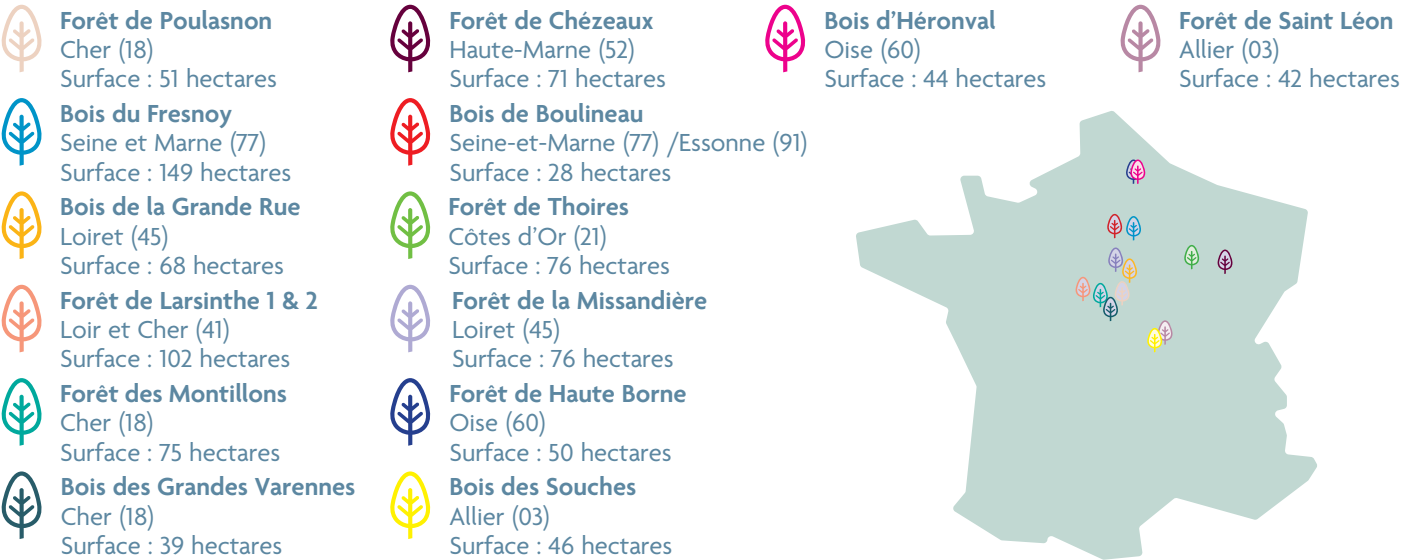 Forêt de Poulasnon
Cher (18)
Surface : 51 hectares
Bois du Fresnoy
Seine et Marne (77)
Surface : 149 hectares
Bois de la Grande Rue
Loiret (45)
Surface : 68 hectares
Forêt de Larsinthe 1 & 2
Loir et Cher (41)
Surface : 102 hectares
Forêt des Montillons
Cher (18)
Surface : 75 hectares
Bois des Grandes Varennes
Cher (18)
Surface : 39 hectares
Forêt de Chézeaux
Haute-Marne (52)
Surface : 71 hectares
Bois de Boulineau
Seine-et-Marne (77) /Essonne (91)
Surface : 28 hectares
Forêt de Thoires
Côtes d’Or (21)
Surface : 76 hectares
Forêt de la Missandière
Loiret (45)
Surface : 76 hectares
Forêt de Haute Borne
Oise (60)
Surface : 50 hectares
Bois des Souches
Allier (03)
Surface : 46 hectares
Bois d’Héronval
Oise (60)
Surface : 44 hectares
Forêt de Saint Léon
Allier (03)
Surface : 42 hectares